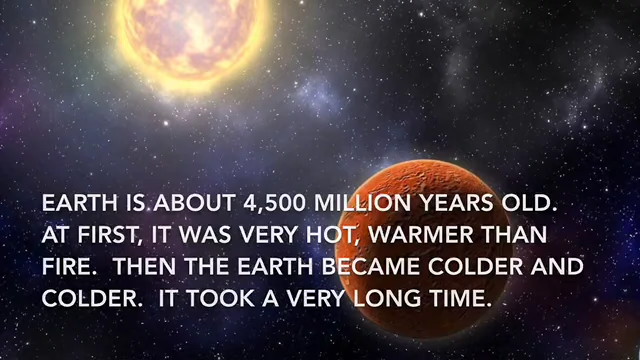 EARTH IS ABOUT 4,500 MILLION YEARS OLD.
AT FIRST, IT WAS VERY HOT, WARMER THAN
FIRE.  THEN THE EARTH BECAME COLDER AND
COLDER.  IT TOOK A VERY LONG TIME.